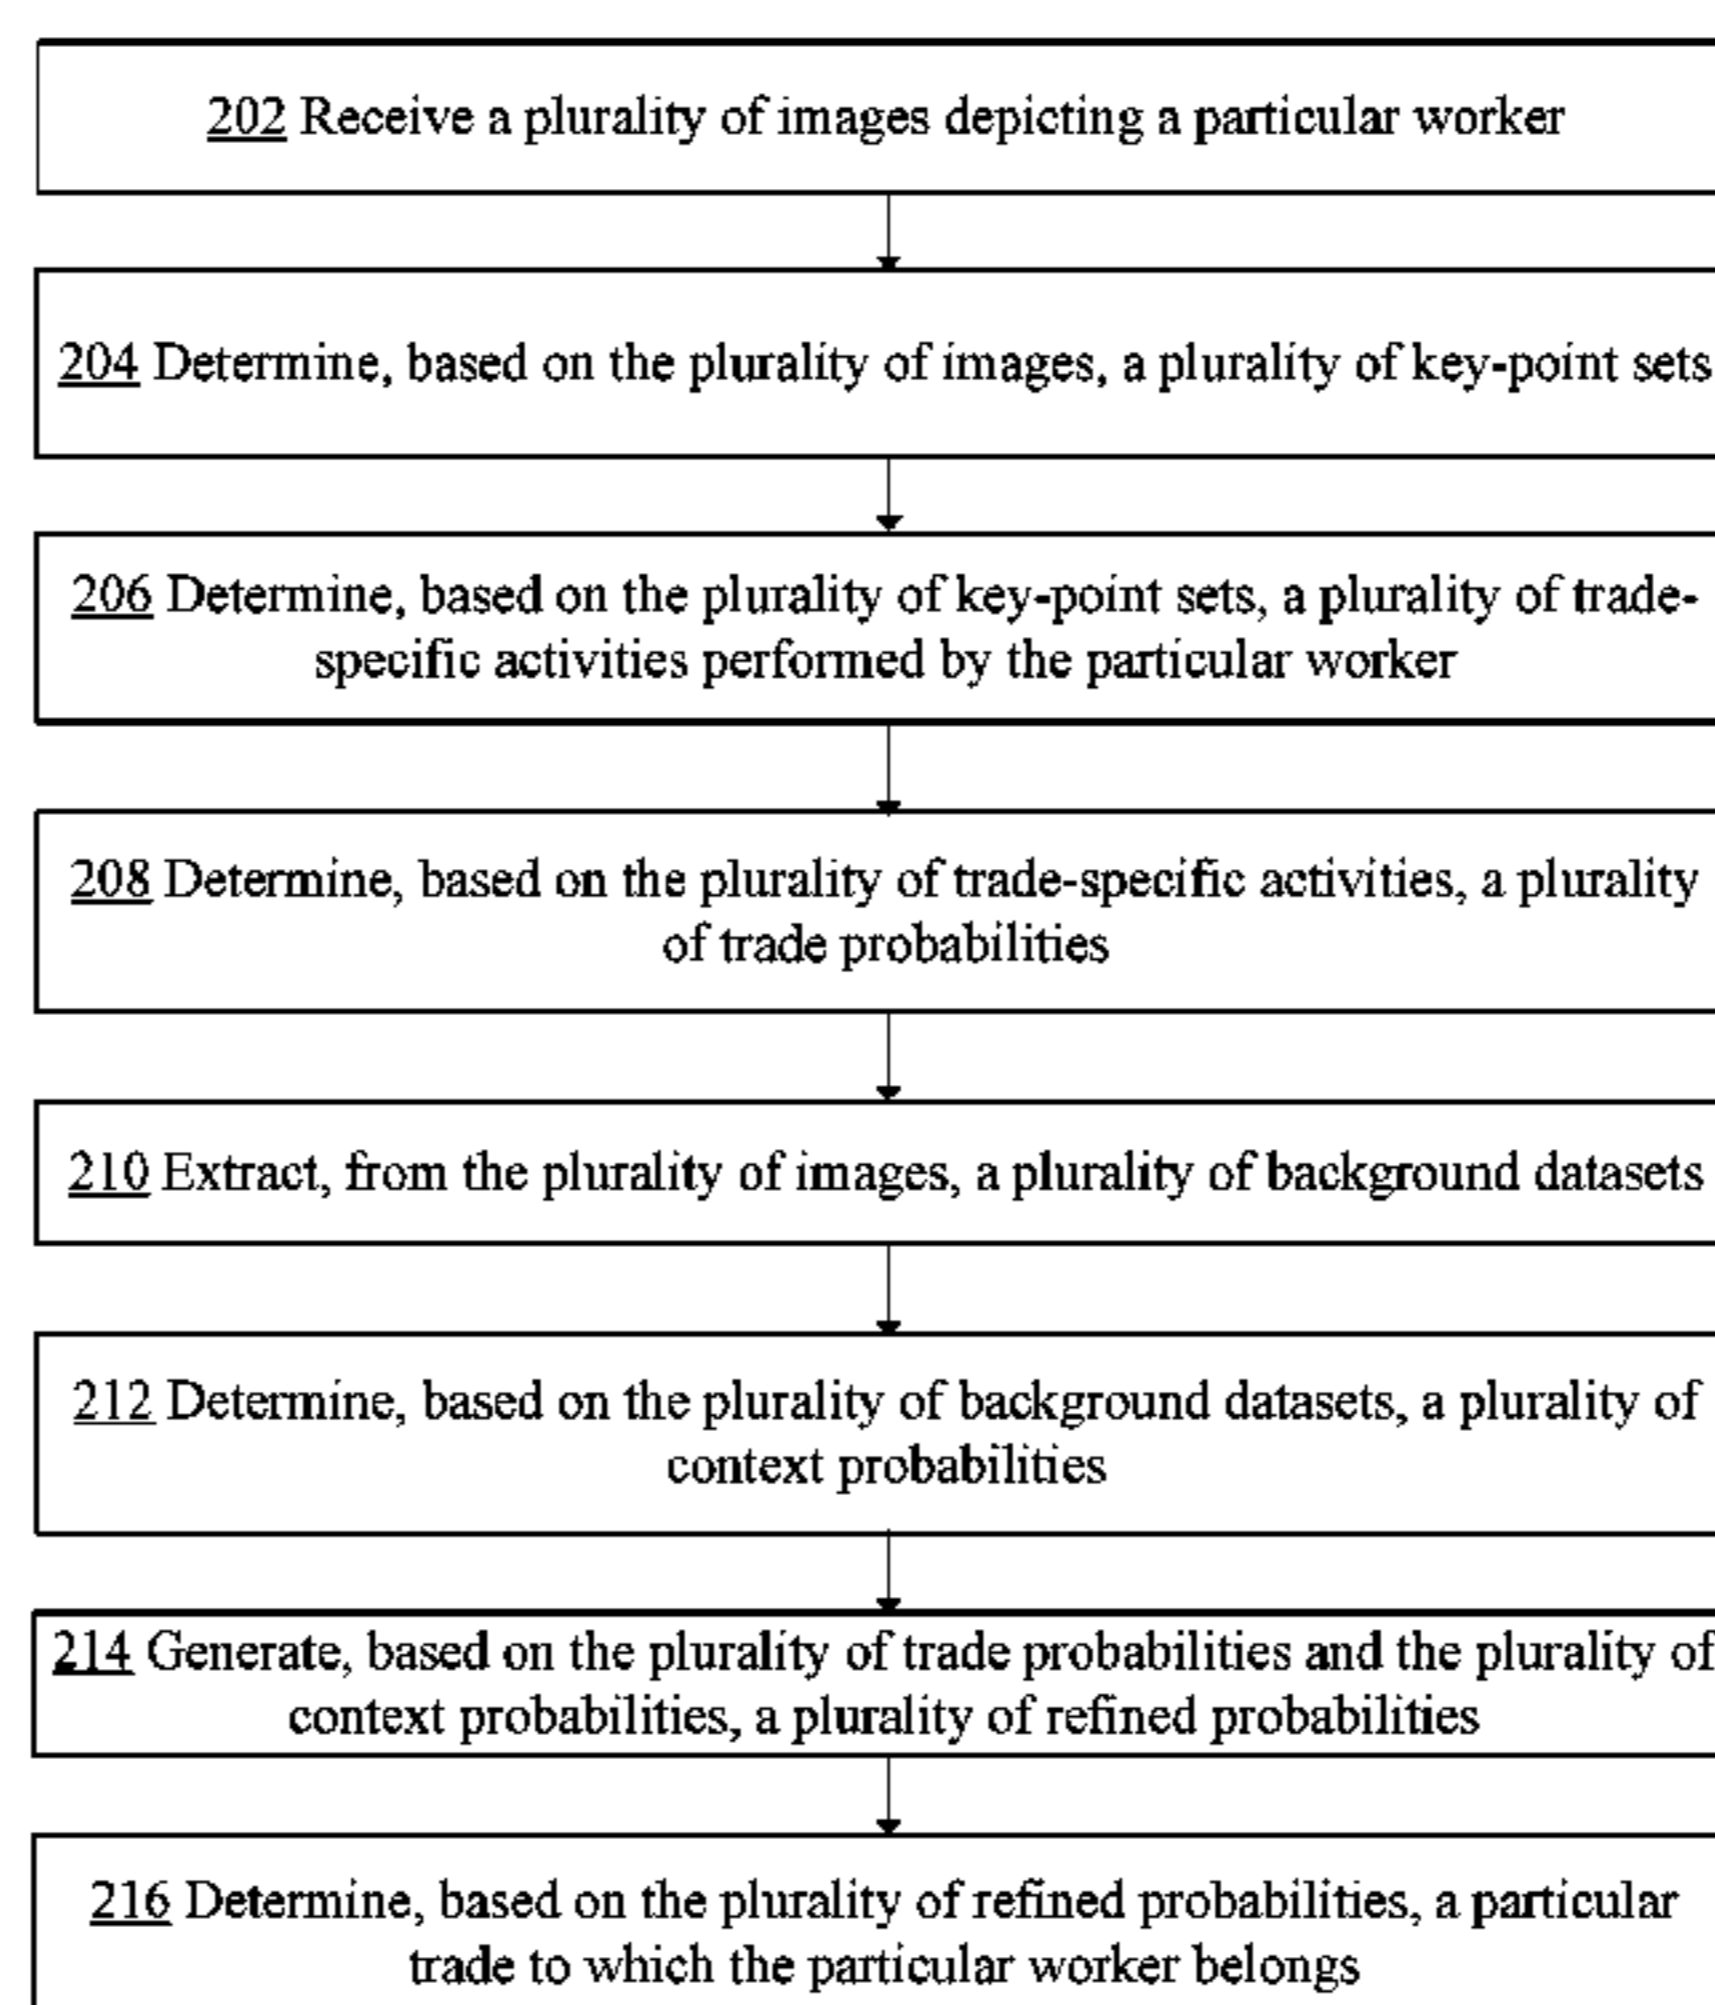 202 Receive a plurality of images depicting a particular worker
204 Determine, based on the plurality of images, a plurality of key-point sets
206 Determine, based on the plurality of key-point sets, a plurality of trade-
specific activities performed by the particular worker
208 Determine, based on the plurality of trade-specific activities, a plurality
of trade probabilities
210 Extract, from the plurality of images, a plurality of background datasets
212 Determine, based on the plurality of background datasets, a plurality of
context probabilities
214 Generate, based on the plurality of trade probabilities and the plurality of
context probabilities, a plurality of refined probabilities
216 Determine, based on the plurality of refined probabilities, a particular
trade to which the particular worker belongs